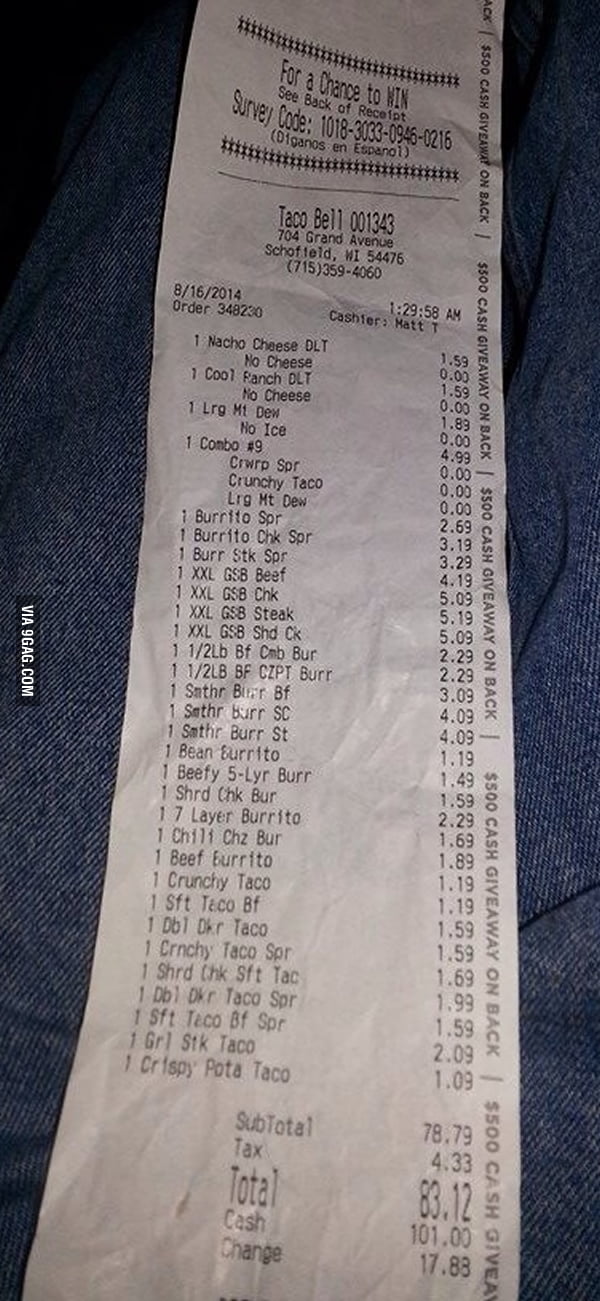 ************************
For a Chance to WIN
See Back of Receipt
Survey Code: 1018-3033-0946-0216
(Díganos en Espanol)
************************
Taco Bell 001343
704 Grand Avenue
Schofield, WI 54476
(715)359-4060
8/16/2014 1:29:58 AM
Order 348230 Cashier: Matt T
1 Nacho Cheese DLT 1.59
No Cheese 0.00
1 Cool Ranch DLT 1.59
No Cheese 0.00
1 Lrg Mt Dew 1.89
No Ice 0.00
1 Combo #9 4.99
Crwrp Spr 0.00
Crunchy Taco 0.00
Lrg Mt Dew 0.00
1 Burrito Spr 2.69
1 Burrito Chk Spr 3.19
1 Burr Stk Spr 3.29
1 XXL GSB Beef 4.19
1 XXL GSB Chk 5.09
1 XXL GSB Steak 5.19
1 XXL GSB Shd Ck 5.09
1 1/2Lb Bf Cmb Bur 2.29
1 1/2LB BF CZPT Burr 2.29
1 Smthr Burr Bf 3.09
1 Smthr Burr SC 4.09
1 Smthr Burr St 4.09
1 Bean Burrito 1.19
1 Beefy 5-Lyr Burr 1.49
1 Shrd Chk Bur 1.59
1 7 Layer Burrito 2.29
1 Chili Chz Bur 1.69
1 Beef Burrito 1.89
1 Crunchy Taco 1.19
1 Sft Taco Bf 1.19
1 Dbl Dkr Taco 1.59
1 Crnchy Taco Spr 1.59
1 Shrd Chk Sft Tac 1.69
1 Dbl Dkr Taco Spr 1.99
1 Sft Taco Bf Spr 1.59
1 Grl Stk Taco 2.09
1 Crispy Pota Taco 1.09
SubTotal 78.79
Tax 4.33
Total 83.12
Cash 101.00
Change 17.88
ACK | $500 CASH GIVEAWAY ON BACK | $500 CASH GIVEAWAY ON BACK | $500 CASH GIVEAWAY ON BACK | $500 CASH GIVEAWAY ON BACK | $500 CASH GIVEAW
VIA 9GAG.COM